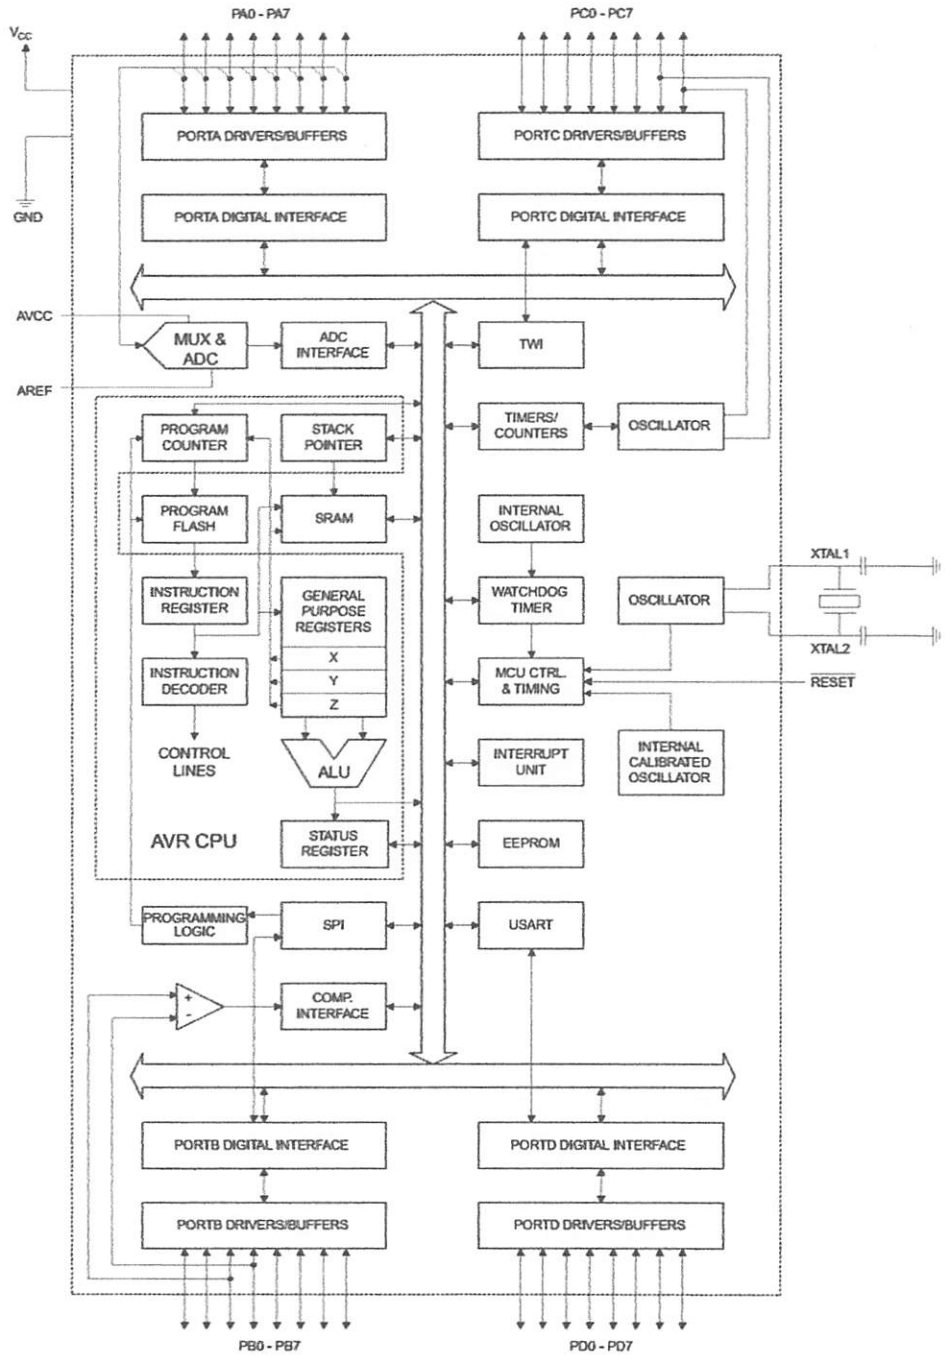 PA0 - PA7
PC0 - PC7
VCC
PORTA DRIVERS/BUFFERS
PORTC DRIVERS/BUFFERS
GND
PORTA DIGITAL INTERFACE
PORTC DIGITAL INTERFACE
AVCC
MUX &
ADC
ADC
INTERFACE
TWI
AREF
PROGRAM
COUNTER
STACK
POINTER
TIMERS/
COUNTERS
OSCILLATOR
PROGRAM
FLASH
SRAM
INTERNAL
OSCILLATOR
XTAL1
INSTRUCTION
REGISTER
GENERAL
PURPOSE
REGISTERS
WATCHDOG
TIMER
OSCILLATOR
XTAL2
X
Y
Z
INSTRUCTION
DECODER
MCU CTRL.
& TIMING
RESET
CONTROL
LINES
ALU
INTERRUPT
UNIT
INTERNAL
CALIBRATED
OSCILLATOR
AVR CPU
STATUS
REGISTER
EEPROM
PROGRAMMING
LOGIC
SPI
USART
+
-
COMP.
INTERFACE
PORTB DIGITAL INTERFACE
PORTD DIGITAL INTERFACE
PORTB DRIVERS/BUFFERS
PORTD DRIVERS/BUFFERS
PB0 - PB7
PD0 - PD7